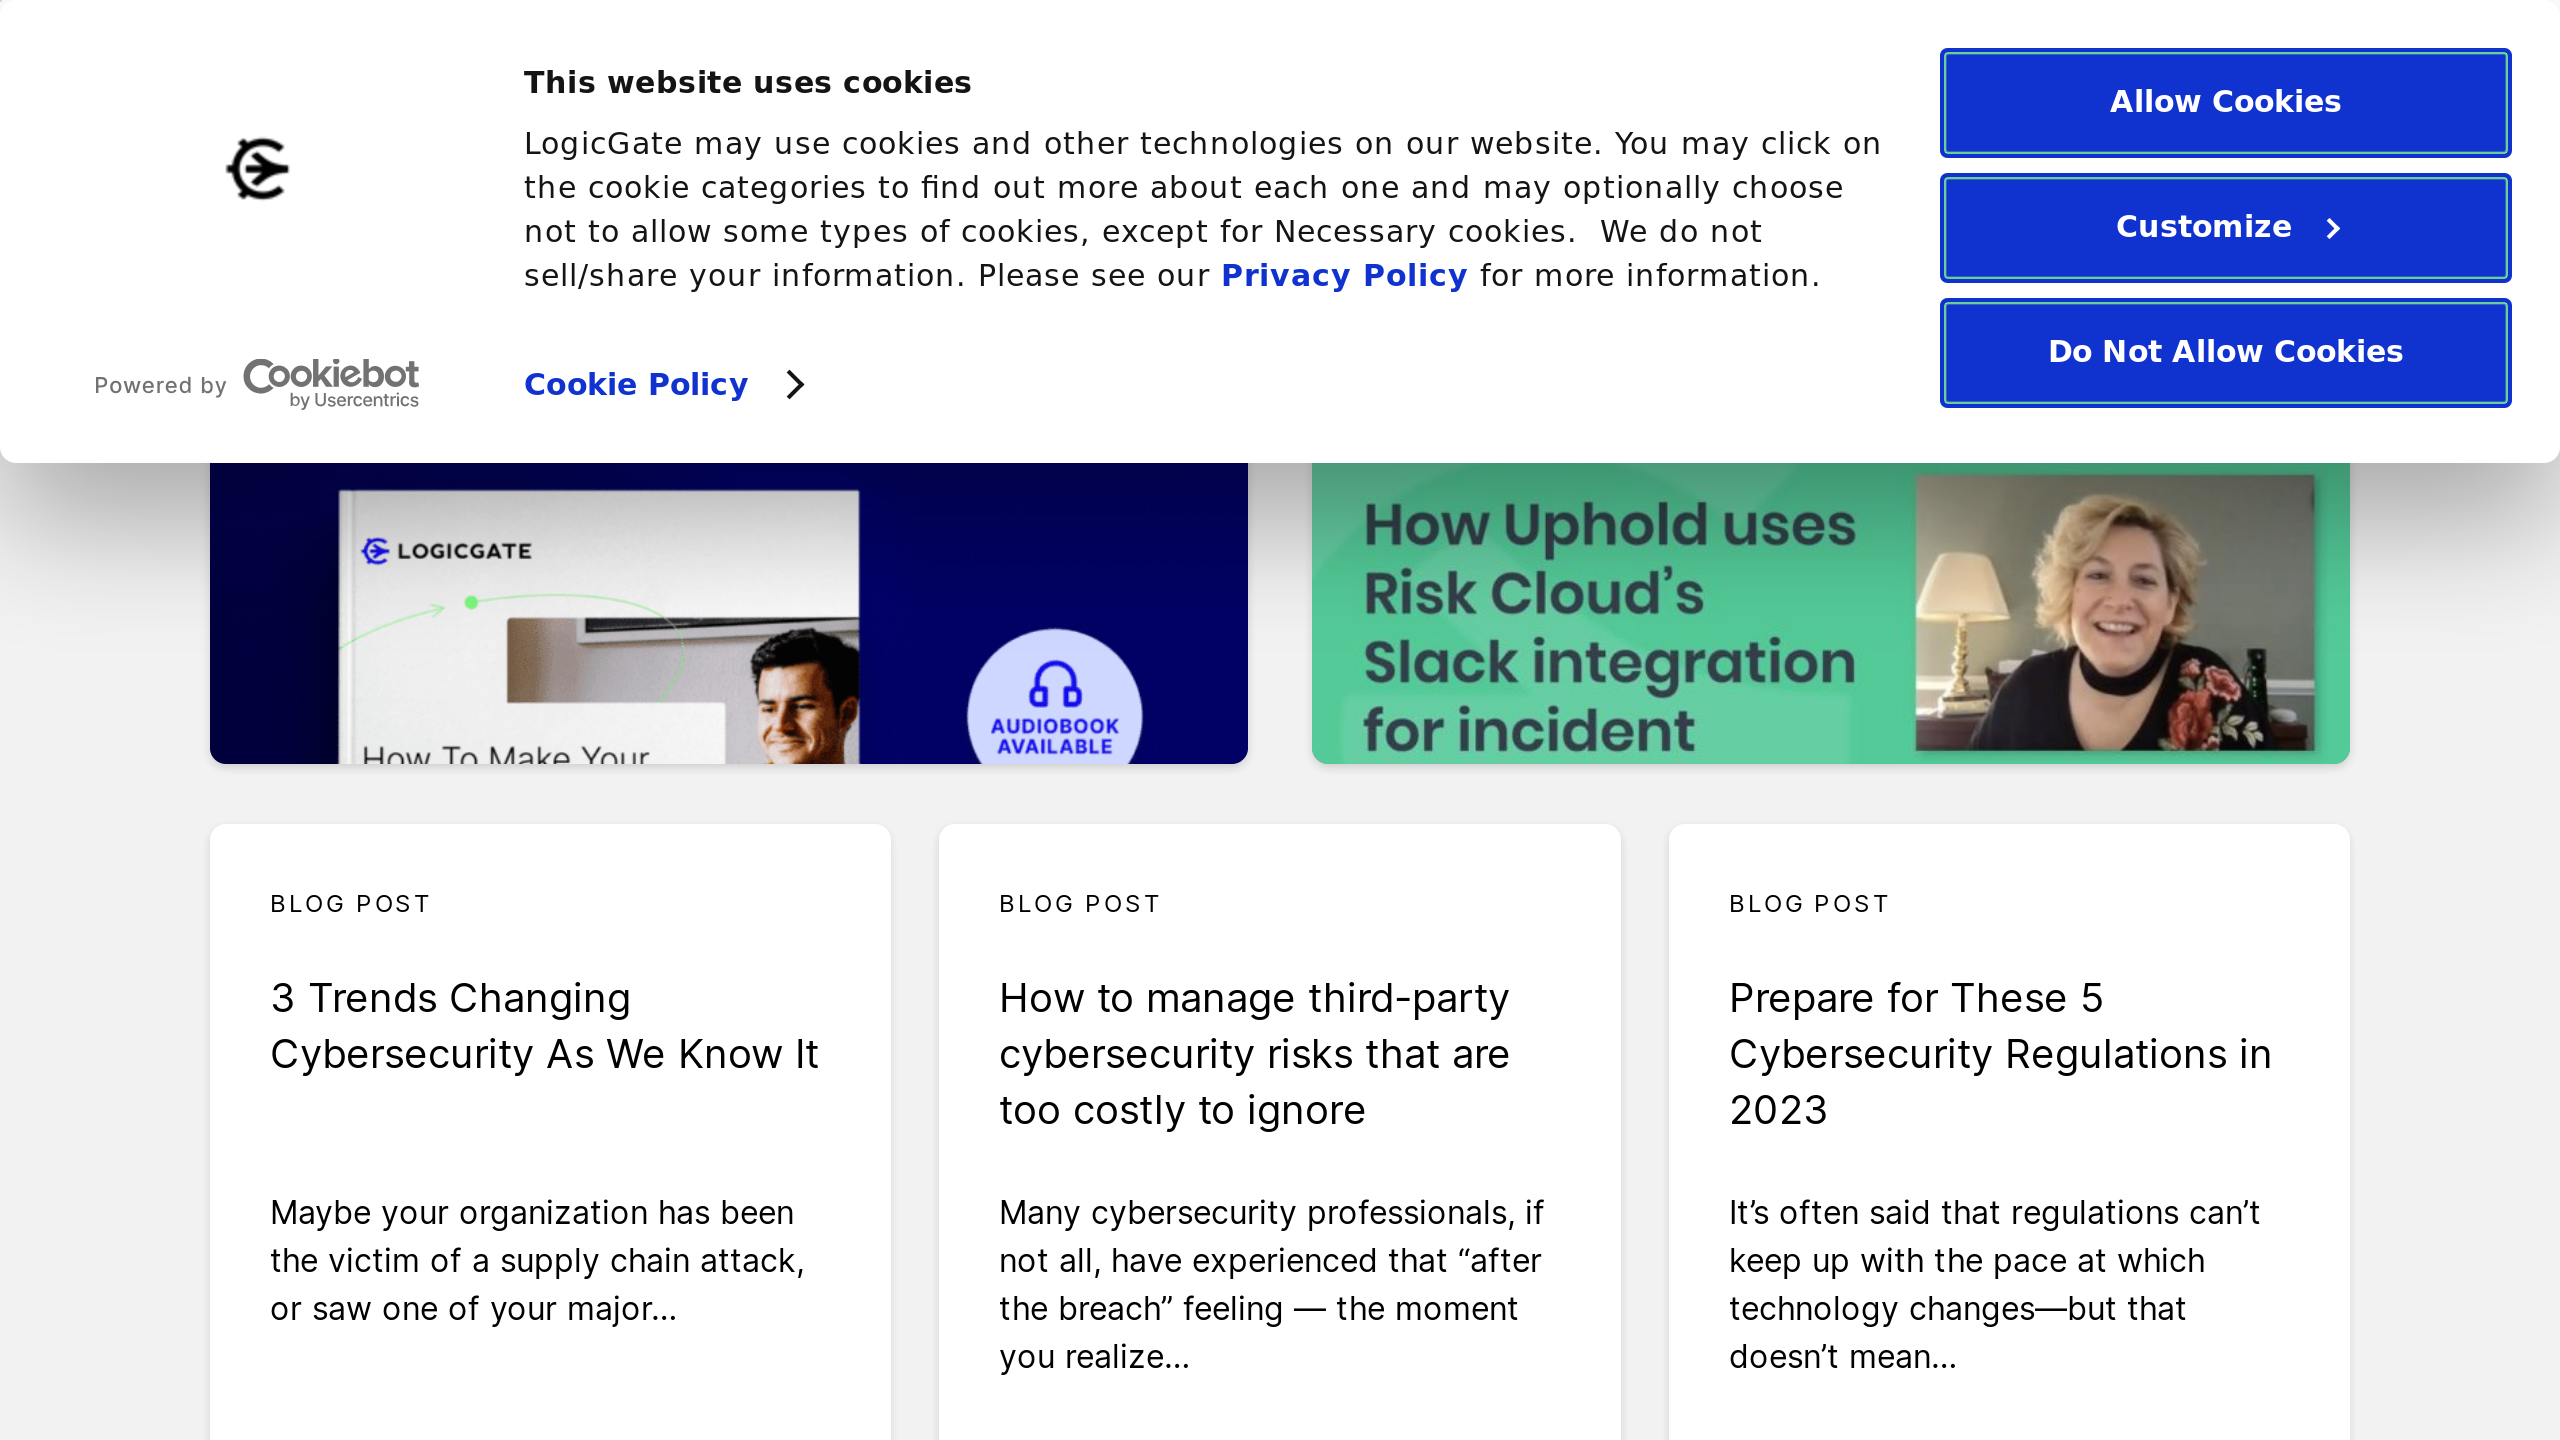 This website uses cookies
LogicGate may use cookies and other technologies on our website. You may click on
the cookie categories to find out more about each one and may optionally choose
not to allow some types of cookies, except for Necessary cookies.  We do not
sell/share your information. Please see our Privacy Policy for more information.
Powered by Cookiebot
by Usercentrics
Cookie Policy
Allow Cookies
Customize
Do Not Allow Cookies
LOGICGATE
How To Make Your
AUDIOBOOK
AVAILABLE
How Uphold uses
Risk Cloud’s
Slack integration
for incident
BLOG POST
3 Trends Changing
Cybersecurity As We Know It
Maybe your organization has been
the victim of a supply chain attack,
or saw one of your major...
BLOG POST
How to manage third-party
cybersecurity risks that are
too costly to ignore
Many cybersecurity professionals, if
not all, have experienced that “after
the breach” feeling — the moment
you realize...
BLOG POST
Prepare for These 5
Cybersecurity Regulations in
2023
It’s often said that regulations can’t
keep up with the pace at which
technology changes—but that
doesn’t mean...